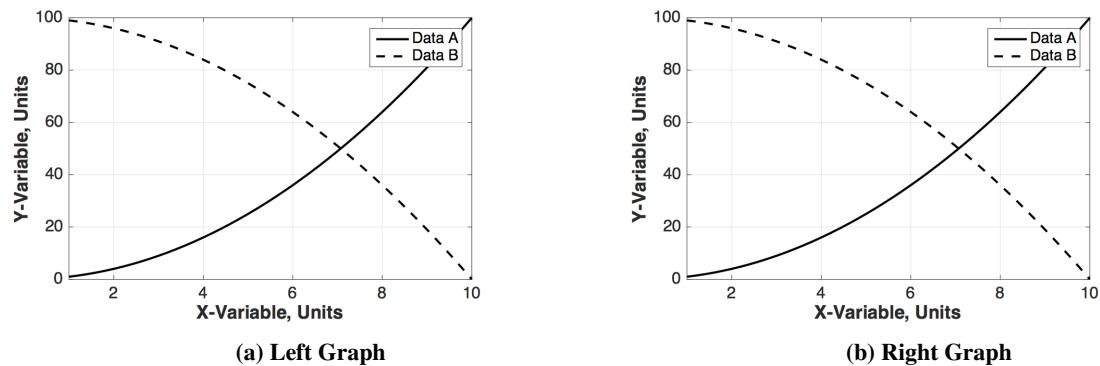 100
80
60
40
20
0
Y-Variable, Units
Data A
Data B
2
4
6
8
10
X-Variable, Units
(a) Left Graph
100
80
60
40
20
0
Y-Variable, Units
Data A
Data B
2
4
6
8
10
X-Variable, Units
(b) Right Graph